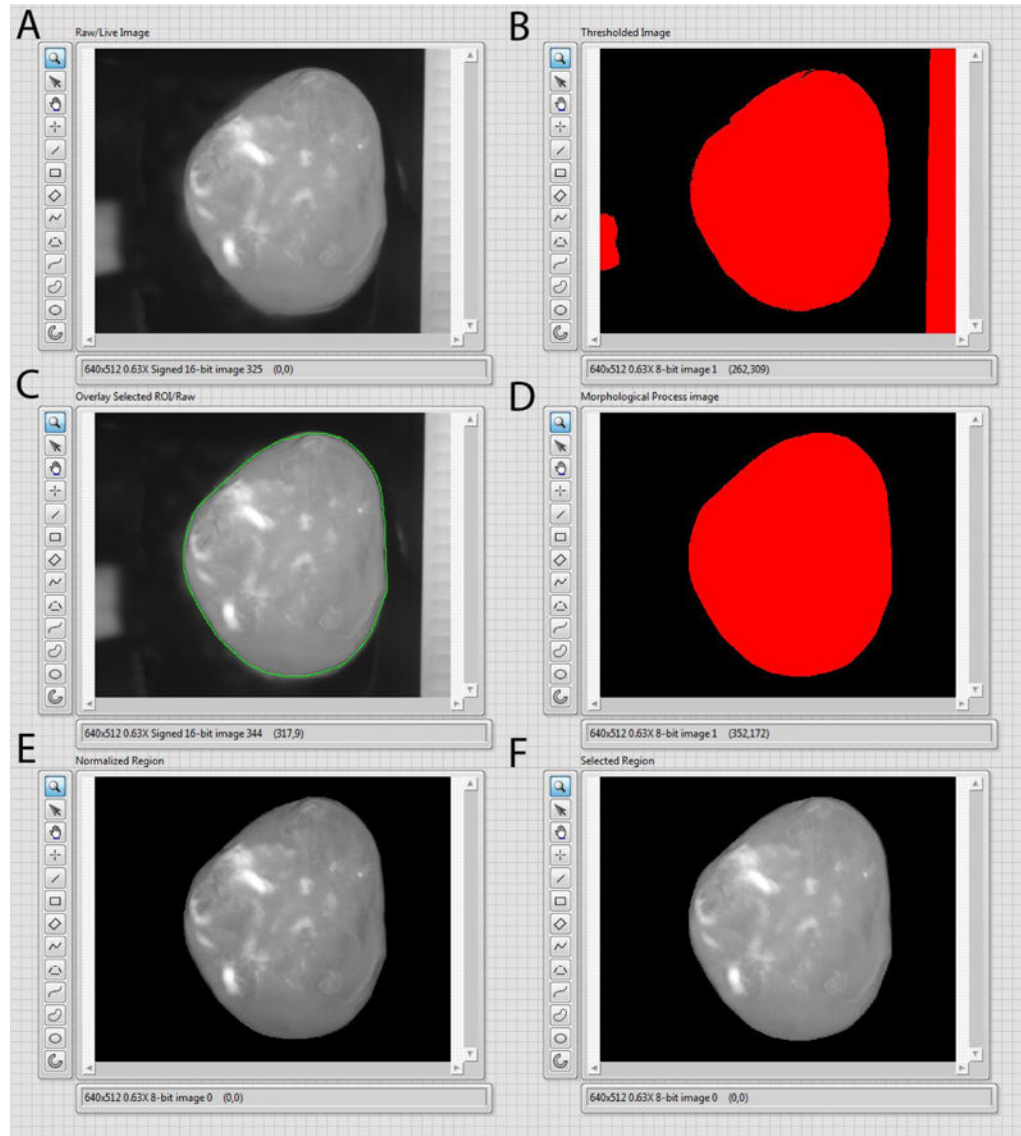 A
Raw/Live Image
640x512 0.63X Signed 16-bit image 325 (0,0)
B
Thresholded Image
640x512 0.63X 8-bit image 1 (262,309)
C
Overlay Selected ROI/Raw
640x512 0.63X Signed 16-bit image 344 (317,9)
D
Morphological Process image
640x512 0.63X 8-bit image 1 (352,172)
E
Normalized Region
640x512 0.63X 8-bit image 0 (0,0)
F
Selected Region
640x512 0.63X 8-bit image 0 (0,0)